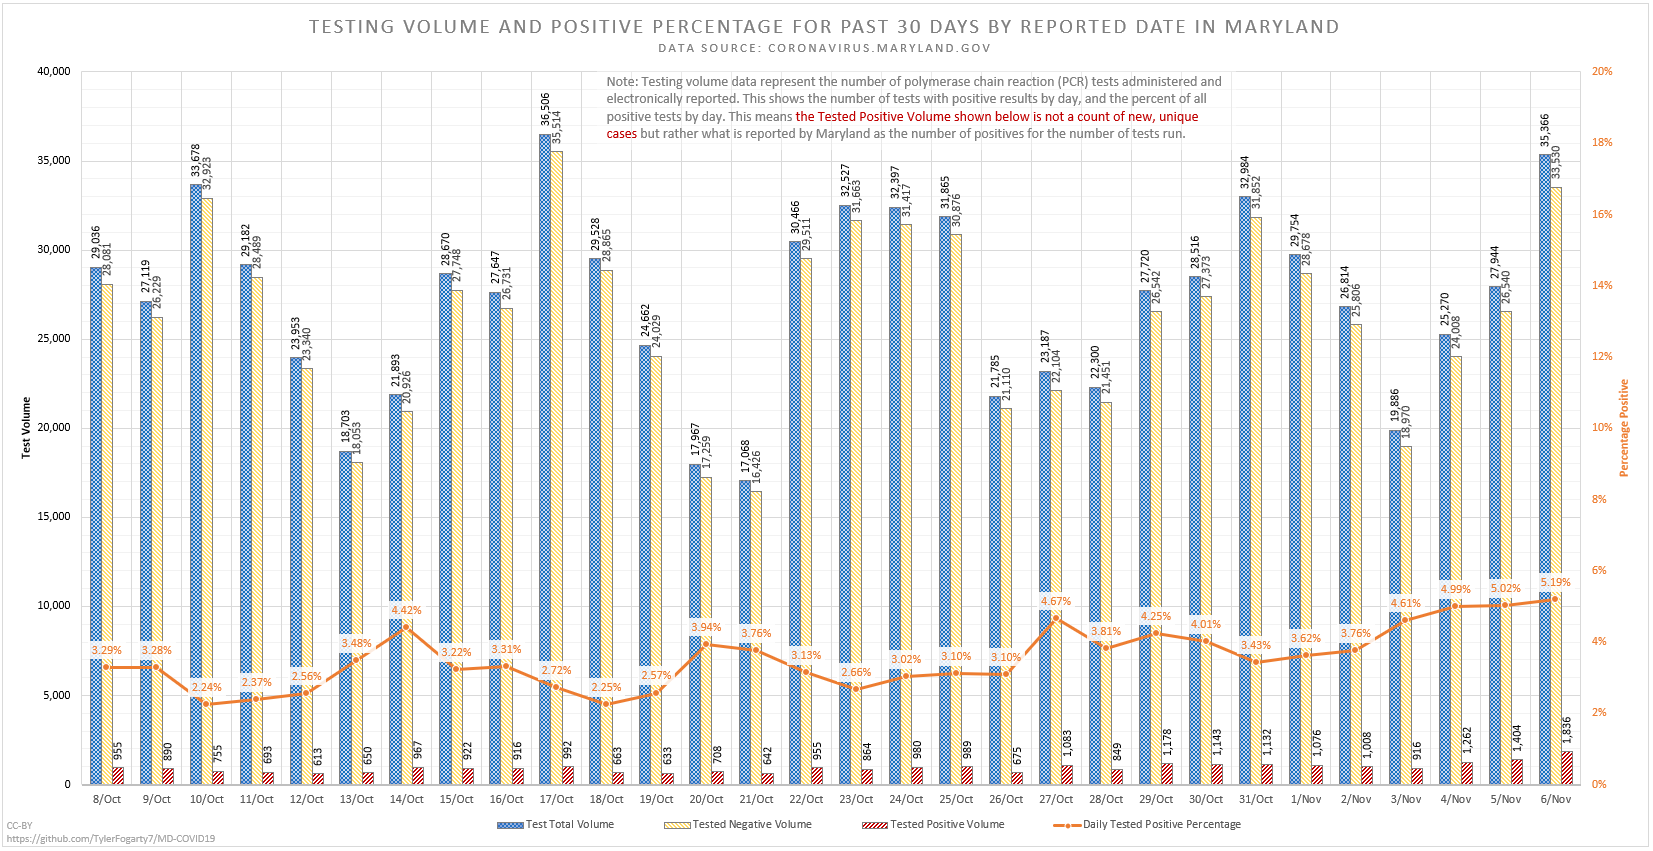 TESTING VOLUME AND POSITIVE PERCENTAGE FOR PAST 30 DAYS BY REPORTED DATE IN MARYLAND
DATA SOURCE: CORONAVIRUS.MARYLAND.GOV
Note: Testing volume data represent the number of polymerase chain reaction (PCR) tests administered and
electronically reported. This shows the number of tests with positive results by day, and the percent of all
positive tests by day. This means the Tested Positive Volume shown below is not a count of new, unique
cases but rather what is reported by Maryland as the number of positives for the number of tests run.
Test Volume
40,000
35,000
30,000
25,000
20,000
15,000
10,000
5,000
0
Percentage Positive
20%
18%
16%
14%
12%
10%
8%
6%
4%
2%
0%
29,036 28,081 3.29% 955
27,119 26,229 3.28% 890
33,678 32,923 2.24% 755
29,182 28,489 2.37% 693
23,953 23,340 2.56% 613
18,703 18,053 3.48% 650
21,893 20,926 4.42% 967
28,670 27,748 3.22% 922
27,647 26,731 3.31% 916
36,506 35,514 2.72% 992
29,528 28,865 2.25% 663
24,662 24,029 2.57% 633
17,967 17,259 3.94% 708
17,068 16,426 3.76% 642
30,466 29,511 3.13% 955
32,527 31,663 2.66% 864
32,397 31,417 3.02% 980
31,865 30,876 3.10% 989
21,785 21,110 3.10% 675
23,187 22,104 4.67% 1,083
22,300 21,451 3.81% 849
27,720 26,542 4.25% 1,178
28,516 27,373 4.01% 1,143
32,984 31,852 3.43% 1,132
29,754 28,678 3.62% 1,076
26,814 25,806 3.76% 1,008
19,886 18,970 4.61% 916
25,270 24,008 4.99% 1,262
27,944 26,540 5.02% 1,404
35,366 33,530 5.19% 1,836
8/Oct 9/Oct 10/Oct 11/Oct 12/Oct 13/Oct 14/Oct 15/Oct 16/Oct 17/Oct 18/Oct 19/Oct 20/Oct 21/Oct 22/Oct 23/Oct 24/Oct 25/Oct 26/Oct 27/Oct 28/Oct 29/Oct 30/Oct 31/Oct 1/Nov 2/Nov 3/Nov 4/Nov 5/Nov 6/Nov
Test Total Volume Tested Negative Volume Tested Positive Volume Daily Tested Positive Percentage
CC-BY
https://github.com/TylerFogarty7/MD-COVID19